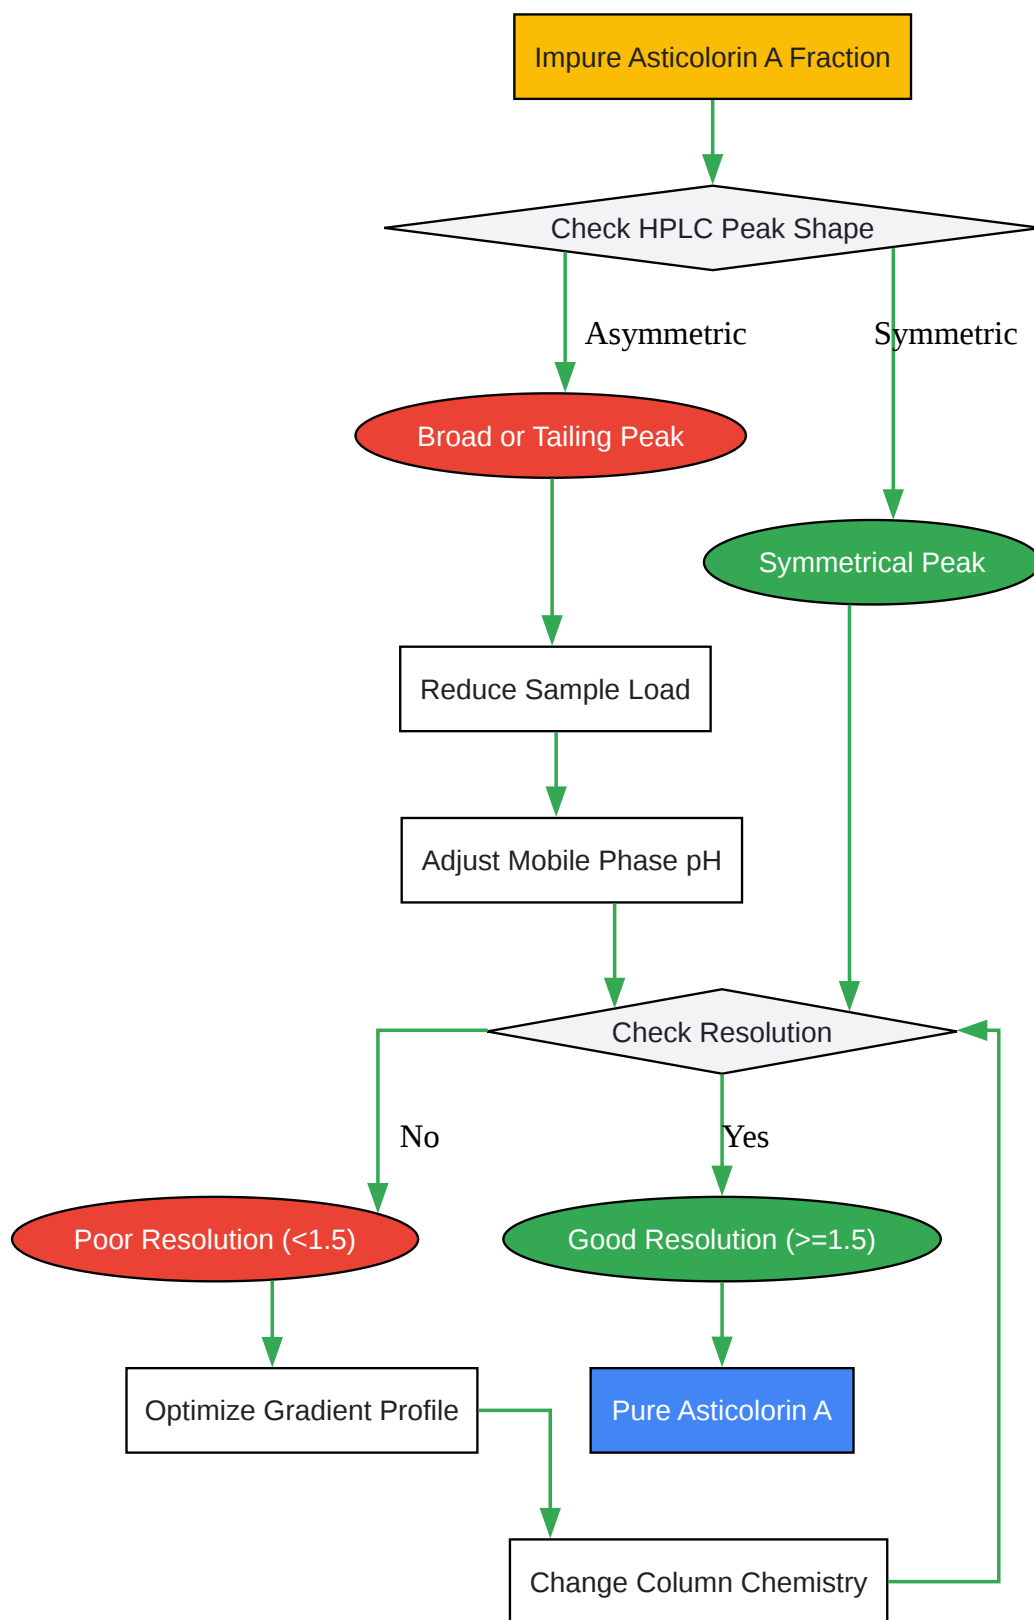 Impure Asticolorin A Fraction
Check HPLC Peak Shape
Asymmetric
Symmetric
Broad or Tailing Peak
Symmetrical Peak
Reduce Sample Load
Adjust Mobile Phase pH
Check Resolution
No
Yes
Poor Resolution (<1.5)
Good Resolution (>=1.5)
Optimize Gradient Profile
Pure Asticolorin A
Change Column Chemistry